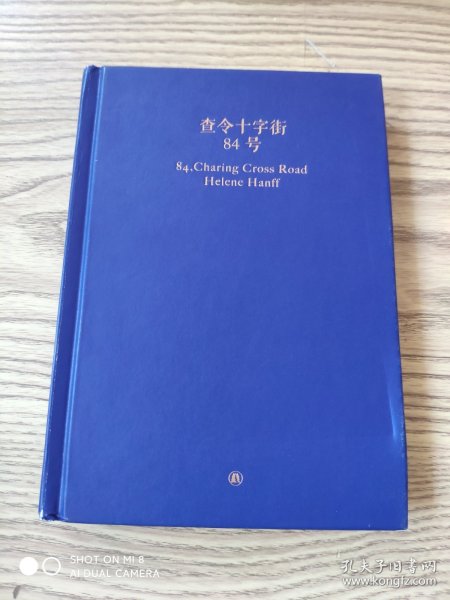 查令十字街
84号
84, Charing Cross Road
Helene Hanff
SHOT ON MI 8
AI DUAL CAMERA
孔夫子旧书网
www.kongfz.com